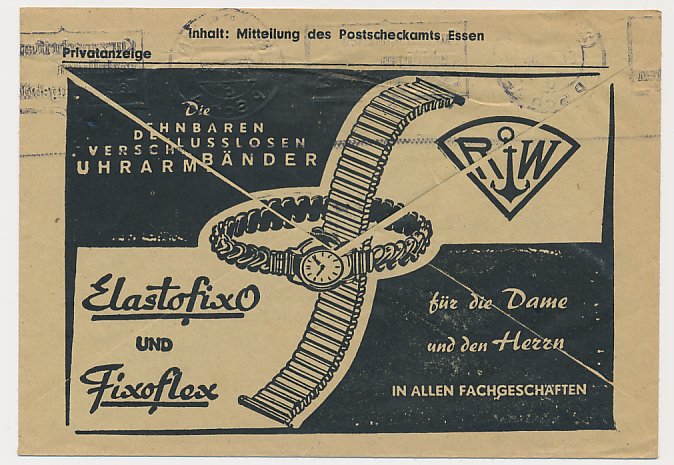 Inhalt: Mitteilung des Postscheckamts Essen
Privatanzeige
Die
DEHNBAREN
VERSCHLUSSLOSEN
UHRARMBÄNDER
R W
Elastofixo
UND
Fixoflex
für die Dame
und den Herrn
IN ALLEN FACHGESCHÄFTEN